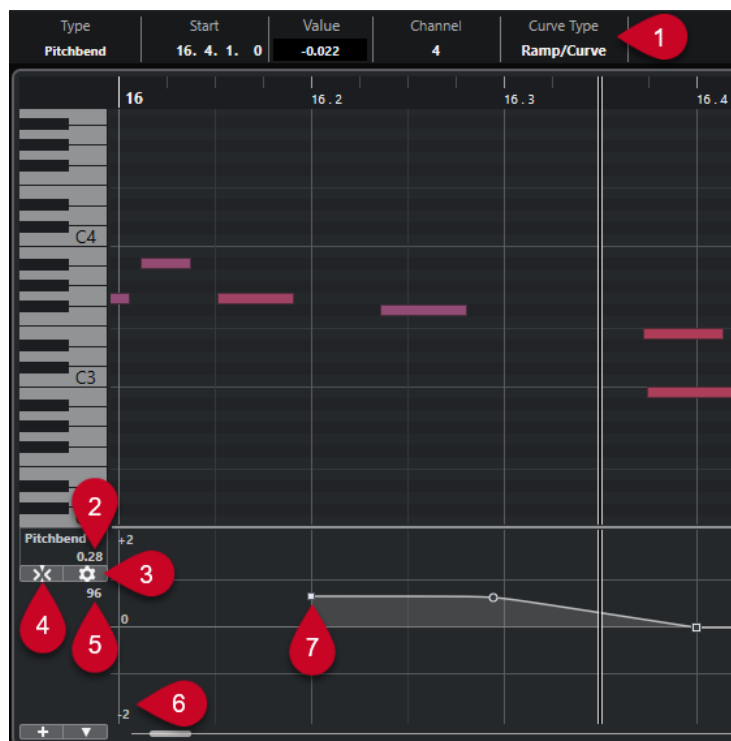 Type Start Value Channel Curve Type
Pitchbend 16. 4. 1. 0 -0.022 4 Ramp/Curve
1
16 16.2 16.3 16.4
C4
C3
2
Pitchbend +2
0.28
3
4
96
5
0
7
6
-2
+